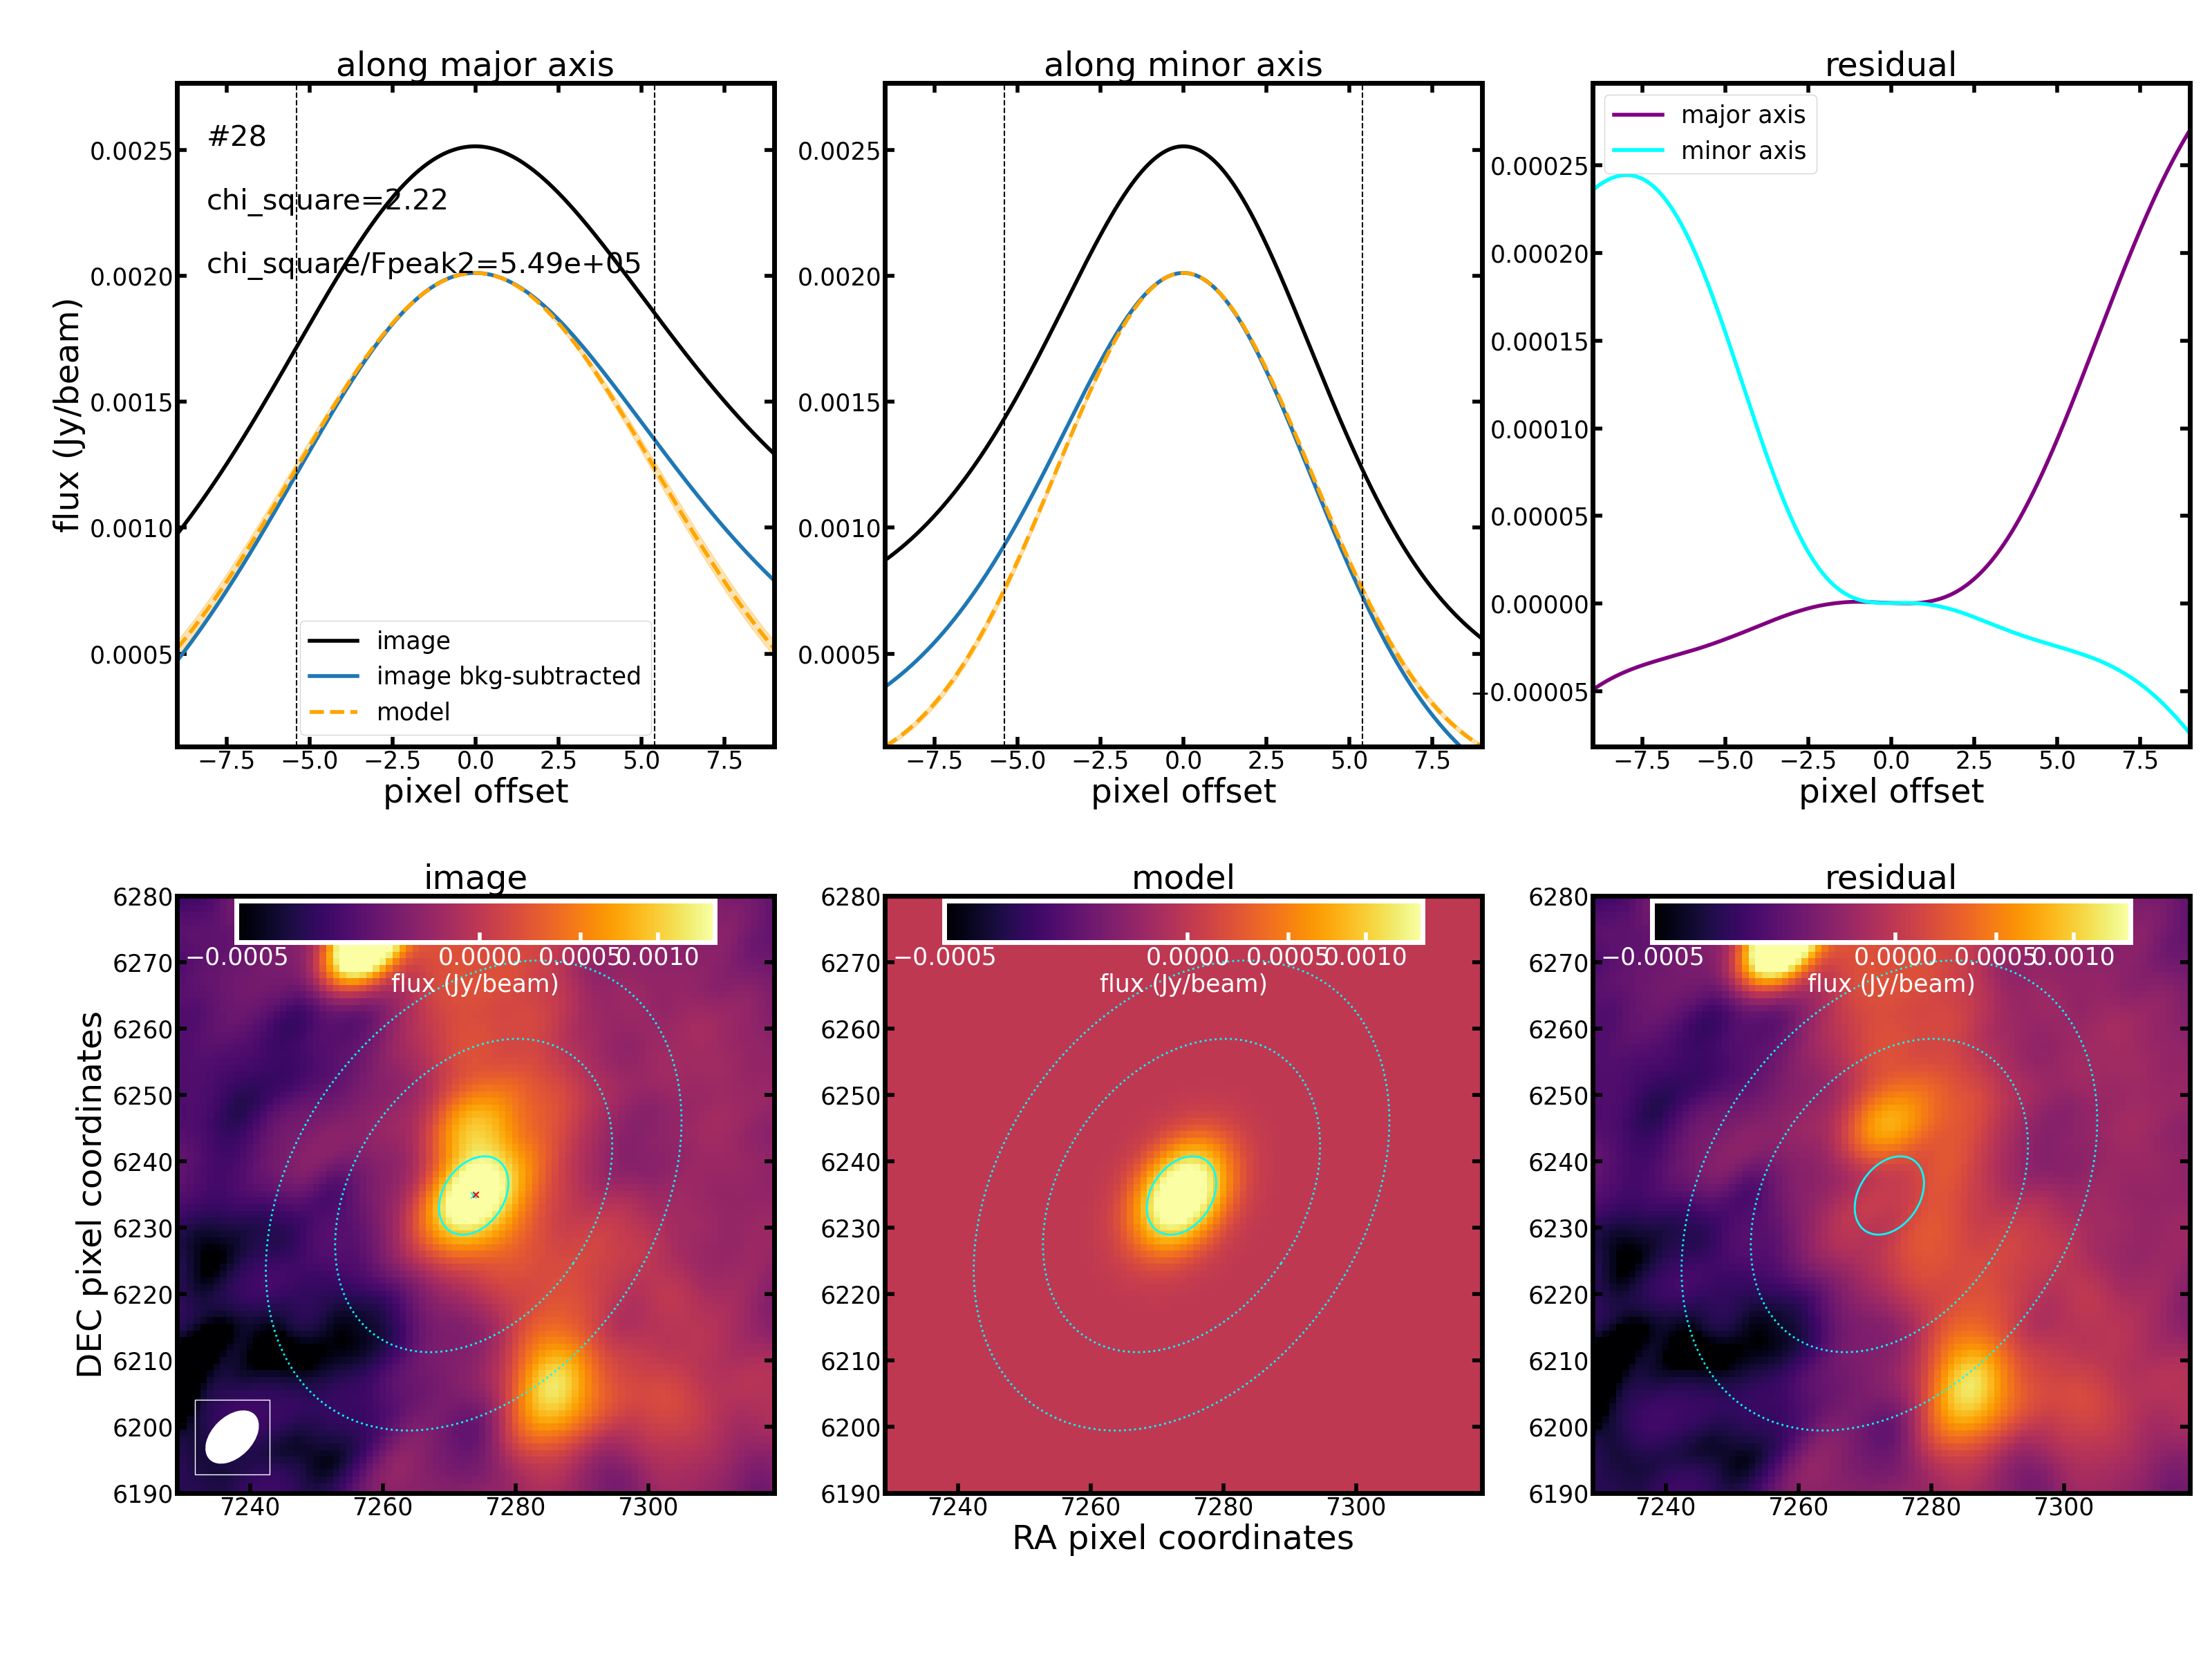 along major axis
along minor axis
residual
#28
chi_square=2.22
chi_square/Fpeak2=5.49e+05
flux (Jy/beam)
0.0025
0.0020
0.0015
0.0010
0.0005
image
image bkg-subtracted
model
−7.5 −5.0 −2.5 0.0 2.5 5.0 7.5
pixel offset
0.0025
0.0020
0.0015
0.0010
0.0005
−7.5 −5.0 −2.5 0.0 2.5 5.0 7.5
pixel offset
major axis
minor axis
0.00025
0.00020
0.00015
0.00010
0.00005
0.00000
−0.00005
−7.5 −5.0 −2.5 0.0 2.5 5.0 7.5
pixel offset
image
model
residual
DEC pixel coordinates
6280
6270
6260
6250
6240
6230
6220
6210
6200
6190
−0.0005 0.0000 0.0005 0.0010
flux (Jy/beam)
7240 7260 7280 7300
6280
6270
6260
6250
6240
6230
6220
6210
6200
6190
−0.0005 0.0000 0.0005 0.0010
flux (Jy/beam)
7240 7260 7280 7300
RA pixel coordinates
6280
6270
6260
6250
6240
6230
6220
6210
6200
6190
−0.0005 0.0000 0.0005 0.0010
flux (Jy/beam)
7240 7260 7280 7300